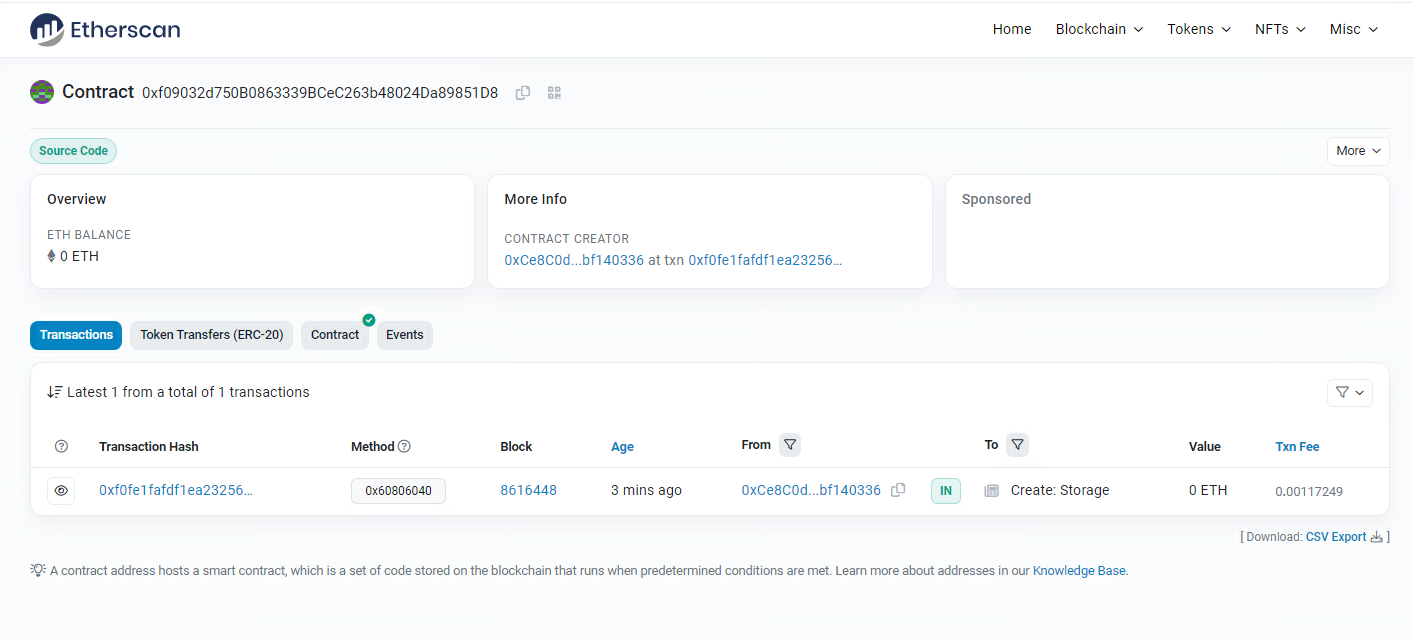 Etherscan
Home Blockchain Tokens NFTs Misc
Contract 0xf09032d750B0863339BCeC263b48024Da89851D8
Source Code
More
Overview
ETH BALANCE
0 ETH
More Info
CONTRACT CREATOR
0xCe8C0d...bf140336 at txn 0xf0fe1fafdf1ea23256...
Sponsored
Transactions Token Transfers (ERC-20) Contract Events
Latest 1 from a total of 1 transactions
Transaction Hash Method Block Age From To Value Txn Fee
0xf0fe1fafdf1ea23256... 0x60806040 8616448 3 mins ago 0xCe8C0d...bf140336 IN Create: Storage 0 ETH 0.00117249
[ Download: CSV Export ]
A contract address hosts a smart contract, which is a set of code stored on the blockchain that runs when predetermined conditions are met. Learn more about addresses in our Knowledge Base.